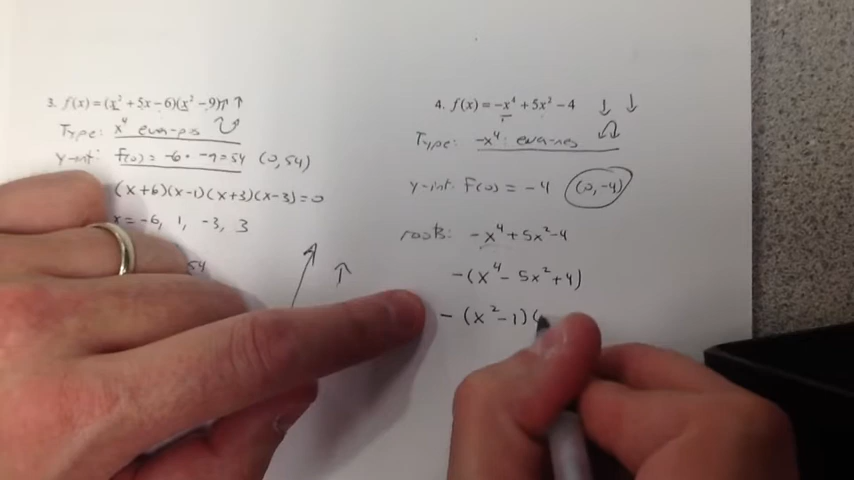 3. f(x) = (x² + 5x − 6)(x² − 9) ↑ ↑
Type: x⁴ even-pos
y-int: f(0) = -6 · -9 = 54 (0, 54)
(x+6)(x-1)(x+3)(x-3) = 0
x = -6, 1, -3, 3
54
4. f(x) = −x⁴ + 5x² − 4 ↓ ↓
Type: -x⁴: even-neg
y-int: F(0) = -4 (0, -4)
roots: -x⁴ + 5x² - 4
-(x⁴ - 5x² + 4)
- (x² - 1) (